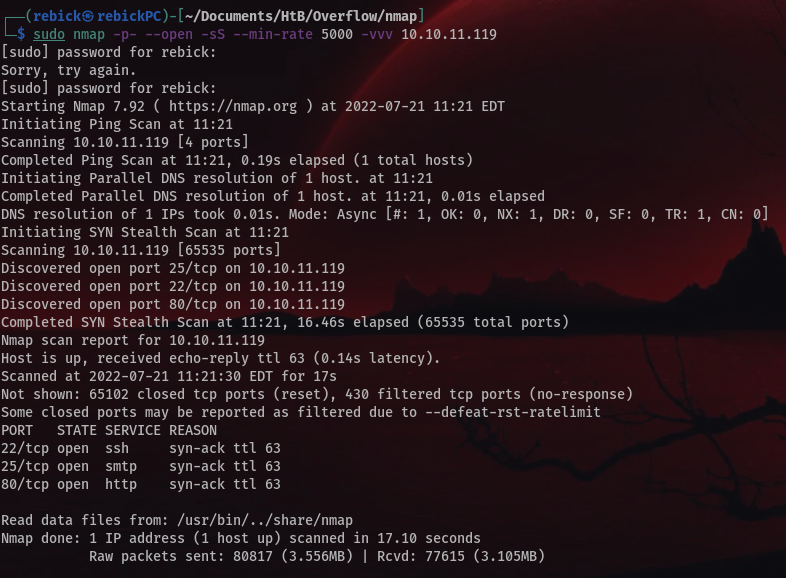 ┌──(rebick㉿rebickPC)-[~/Documents/HtB/Overflow/nmap]
└─$ sudo nmap -p- --open -sS --min-rate 5000 -vvv 10.10.11.119
[sudo] password for rebick:
Sorry, try again.
[sudo] password for rebick:
Starting Nmap 7.92 ( https://nmap.org ) at 2022-07-21 11:21 EDT
Initiating Ping Scan at 11:21
Scanning 10.10.11.119 [4 ports]
Completed Ping Scan at 11:21, 0.19s elapsed (1 total hosts)
Initiating Parallel DNS resolution of 1 host. at 11:21
Completed Parallel DNS resolution of 1 host. at 11:21, 0.01s elapsed
DNS resolution of 1 IPs took 0.01s. Mode: Async [#: 1, OK: 0, NX: 1, DR: 0, SF: 0, TR: 1, CN: 0]
Initiating SYN Stealth Scan at 11:21
Scanning 10.10.11.119 [65535 ports]
Discovered open port 25/tcp on 10.10.11.119
Discovered open port 22/tcp on 10.10.11.119
Discovered open port 80/tcp on 10.10.11.119
Completed SYN Stealth Scan at 11:21, 16.46s elapsed (65535 total ports)
Nmap scan report for 10.10.11.119
Host is up, received echo-reply ttl 63 (0.14s latency).
Scanned at 2022-07-21 11:21:30 EDT for 17s
Not shown: 65102 closed tcp ports (reset), 430 filtered tcp ports (no-response)
Some closed ports may be reported as filtered due to --defeat-rst-ratelimit
PORT   STATE SERVICE REASON
22/tcp open  ssh     syn-ack ttl 63
25/tcp open  smtp    syn-ack ttl 63
80/tcp open  http    syn-ack ttl 63
Read data files from: /usr/bin/../share/nmap
Nmap done: 1 IP address (1 host up) scanned in 17.10 seconds
Raw packets sent: 80817 (3.556MB) | Rcvd: 77615 (3.105MB)